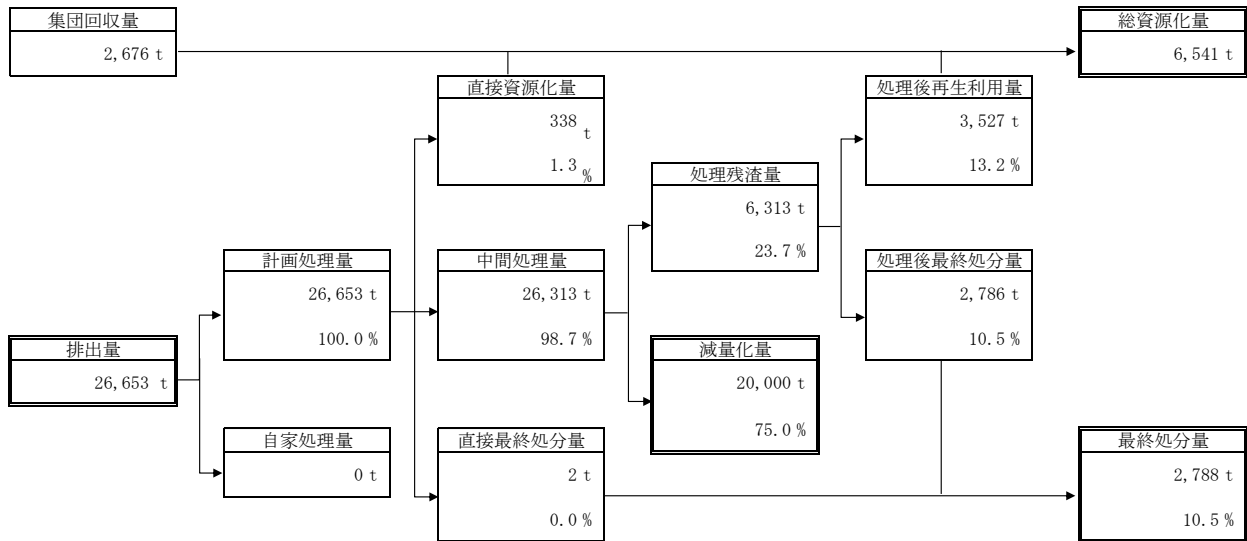 集団回収量
2,676 t
総資源化量
6,541 t
直接資源化量
338 t
1.3 %
処理後再生利用量
3,527 t
13.2 %
処理残渣量
6,313 t
23.7 %
計画処理量
26,653 t
100.0 %
中間処理量
26,313 t
98.7 %
処理後最終処分量
2,786 t
10.5 %
排出量
26,653 t
減量化量
20,000 t
75.0 %
自家処理量
0 t
直接最終処分量
2 t
0.0 %
最終処分量
2,788 t
10.5 %